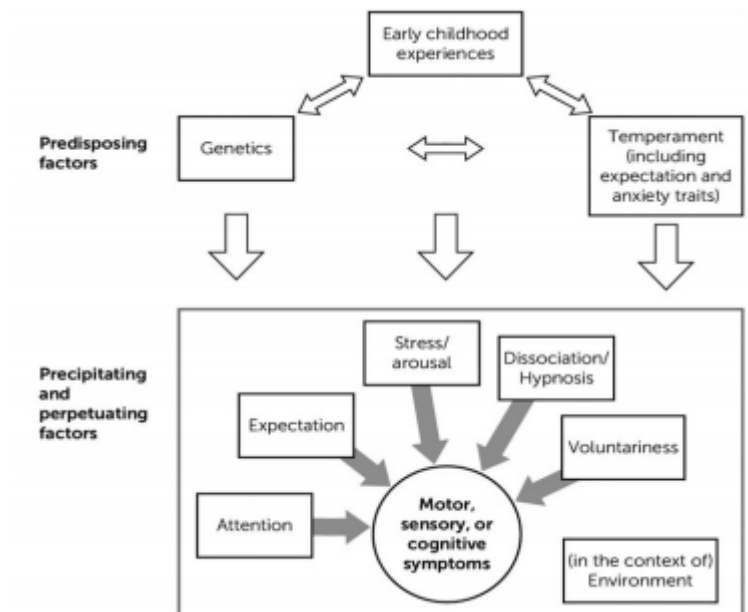 Early childhood
experiences
Predisposing
factors
Genetics
Temperament
(including
expectation and
anxiety traits)
Precipitating
and
perpetuating
factors
Stress/
arousal
Dissociation/
Hypnosis
Expectation
Voluntariness
Attention
Motor,
sensory, or
cognitive
symptoms
(in the context of)
Environment